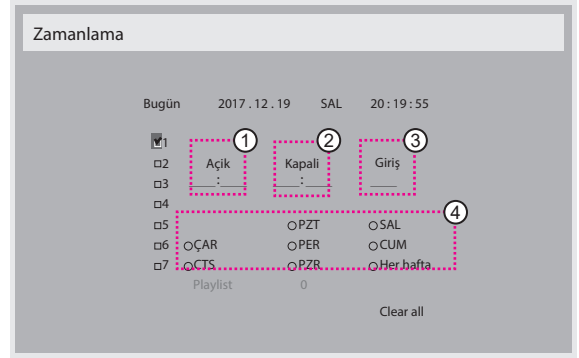 Zamanlama
Bugün 2017 . 12 . 19 SAL 20 : 19 : 55
1 1 2 3
2 Açik Kapali Giriş
3 ___:___ ___:___ ____
4 4
5 PZT SAL
6 ÇAR PER CUM
7 CTS PZR Her hafta
Playlist 0
Clear all